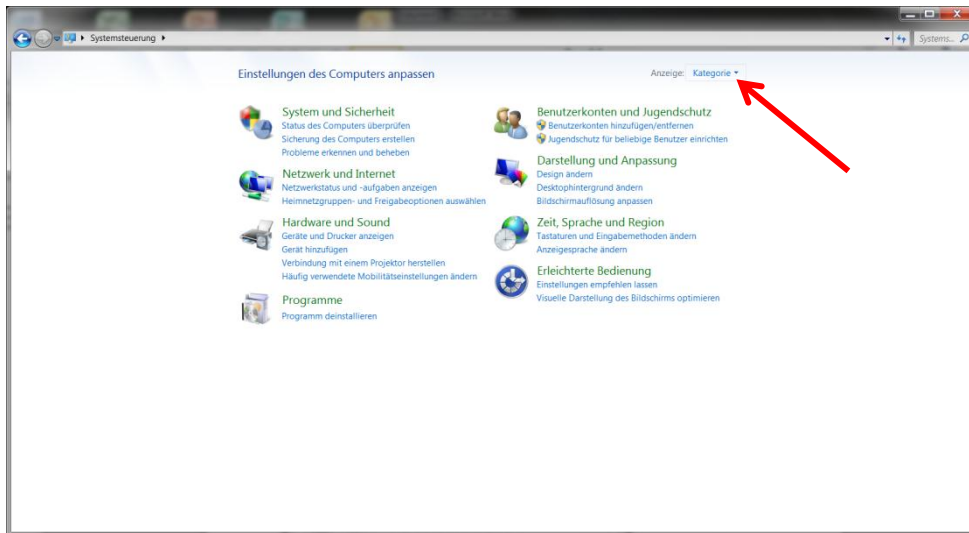 Systemsteuerung
Systems...
Einstellungen des Computers anpassen
Anzeige: Kategorie
System und Sicherheit
Status des Computers überprüfen
Sicherung des Computers erstellen
Probleme erkennen und beheben
Netzwerk und Internet
Netzwerkstatus und -aufgaben anzeigen
Heimnetzgruppen- und Freigabeoptionen auswählen
Hardware und Sound
Geräte und Drucker anzeigen
Gerät hinzufügen
Verbindung mit einem Projektor herstellen
Häufig verwendete Mobilitätseinstellungen ändern
Programme
Programm deinstallieren
Benutzerkonten und Jugendschutz
Benutzerkonten hinzufügen/entfernen
Jugendschutz für beliebige Benutzer einrichten
Darstellung und Anpassung
Design ändern
Desktophintergrund ändern
Bildschirmauflösung anpassen
Zeit, Sprache und Region
Tastaturen und Eingabemethoden ändern
Anzeigesprache ändern
Erleichterte Bedienung
Einstellungen empfehlen lassen
Visuelle Darstellung des Bildschirms optimieren